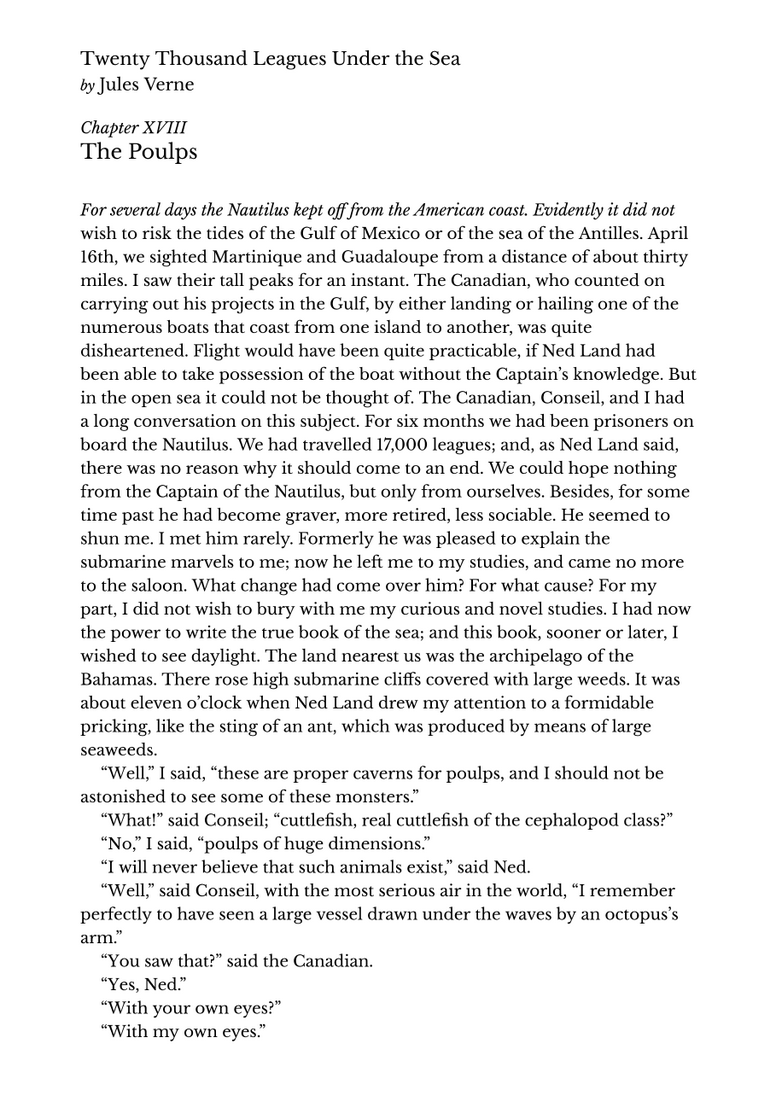 Twenty Thousand Leagues Under the Sea
by Jules Verne
Chapter XVIII
The Poulps
For several days the Nautilus kept off from the American coast. Evidently it did not
wish to risk the tides of the Gulf of Mexico or of the sea of the Antilles. April
16th, we sighted Martinique and Guadaloupe from a distance of about thirty
miles. I saw their tall peaks for an instant. The Canadian, who counted on
carrying out his projects in the Gulf, by either landing or hailing one of the
numerous boats that coast from one island to another, was quite
disheartened. Flight would have been quite practicable, if Ned Land had
been able to take possession of the boat without the Captain’s knowledge. But
in the open sea it could not be thought of. The Canadian, Conseil, and I had
a long conversation on this subject. For six months we had been prisoners on
board the Nautilus. We had travelled 17,000 leagues; and, as Ned Land said,
there was no reason why it should come to an end. We could hope nothing
from the Captain of the Nautilus, but only from ourselves. Besides, for some
time past he had become graver, more retired, less sociable. He seemed to
shun me. I met him rarely. Formerly he was pleased to explain the
submarine marvels to me; now he left me to my studies, and came no more
to the saloon. What change had come over him? For what cause? For my
part, I did not wish to bury with me my curious and novel studies. I had now
the power to write the true book of the sea; and this book, sooner or later, I
wished to see daylight. The land nearest us was the archipelago of the
Bahamas. There rose high submarine cliffs covered with large weeds. It was
about eleven o’clock when Ned Land drew my attention to a formidable
pricking, like the sting of an ant, which was produced by means of large
seaweeds.
“Well,” I said, “these are proper caverns for poulps, and I should not be
astonished to see some of these monsters.”
“What!” said Conseil; “cuttlefish, real cuttlefish of the cephalopod class?”
“No,” I said, “poulps of huge dimensions.”
“I will never believe that such animals exist,” said Ned.
“Well,” said Conseil, with the most serious air in the world, “I remember
perfectly to have seen a large vessel drawn under the waves by an octopus’s
arm.”
“You saw that?” said the Canadian.
“Yes, Ned.”
“With your own eyes?”
“With my own eyes.”